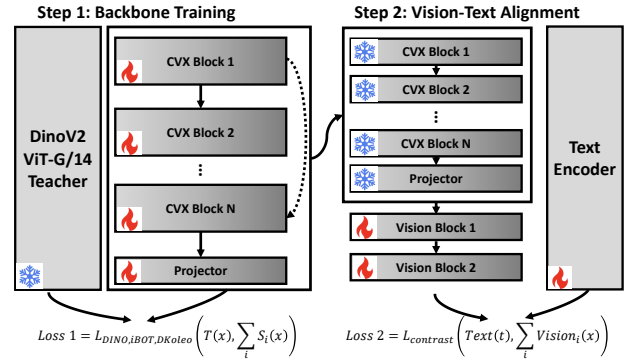 Step 1: Backbone Training
DinoV2
ViT-G/14
Teacher
CVX Block 1
CVX Block 2
⋮
CVX Block N
Projector
Loss 1 = L_{DINO,iBOT,DKoleo} ( T(x), ∑_i S_i(x) )
Step 2: Vision-Text Alignment
CVX Block 1
CVX Block 2
⋮
CVX Block N
Projector
Vision Block 1
Vision Block 2
Text
Encoder
Loss 2 = L_{contrast} ( Text(t), ∑_i Vision_i(x) )